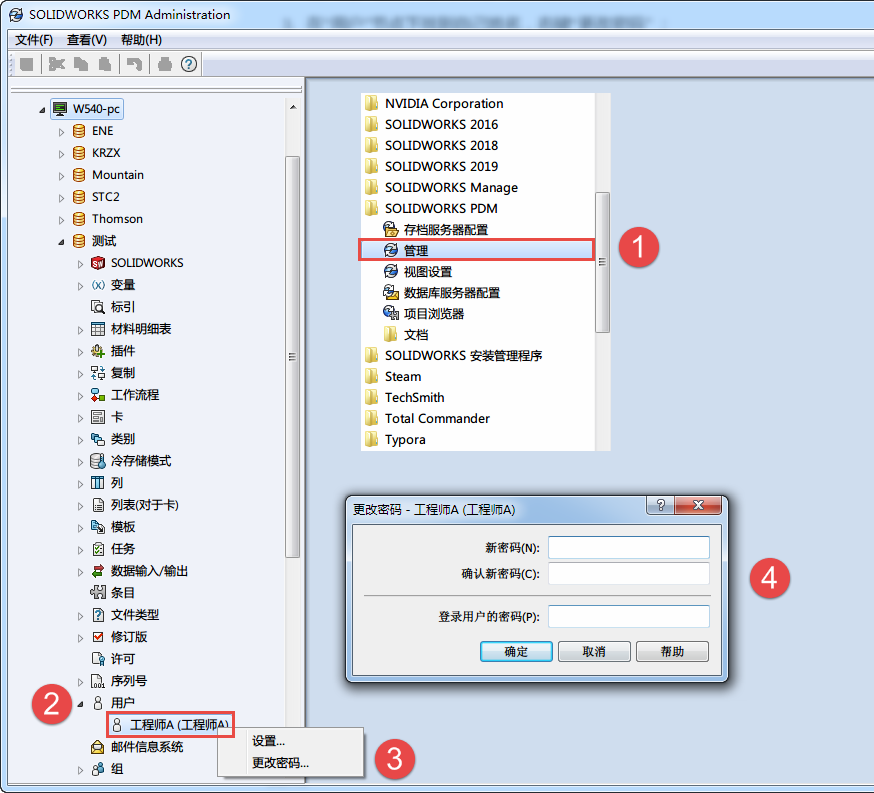 SOLIDWORKS PDM Administration
文件(F) 查看(V) 帮助(H)
W540-pc
ENE
KRZX
Mountain
STC2
Thomson
测试
SOLIDWORKS
变量
标引
材料明细表
插件
复制
工作流程
卡
类别
冷存储模式
列
列表(对于卡)
模板
任务
数据输入/输出
条目
文件类型
修订版
许可
序列号
2
用户
工程师A (工程师A)
邮件信息系统
组
设置...
更改密码...
3
NVIDIA Corporation
SOLIDWORKS 2016
SOLIDWORKS 2018
SOLIDWORKS 2019
SOLIDWORKS Manage
SOLIDWORKS PDM
存档服务器配置
管理
1
视图设置
数据库服务器配置
项目浏览器
文档
SOLIDWORKS 安装管理程序
Steam
TechSmith
Total Commander
Typora
更改密码 - 工程师A (工程师A)
新密码(N):
确认新密码(C):
4
登录用户的密码(P):
确定 取消 帮助